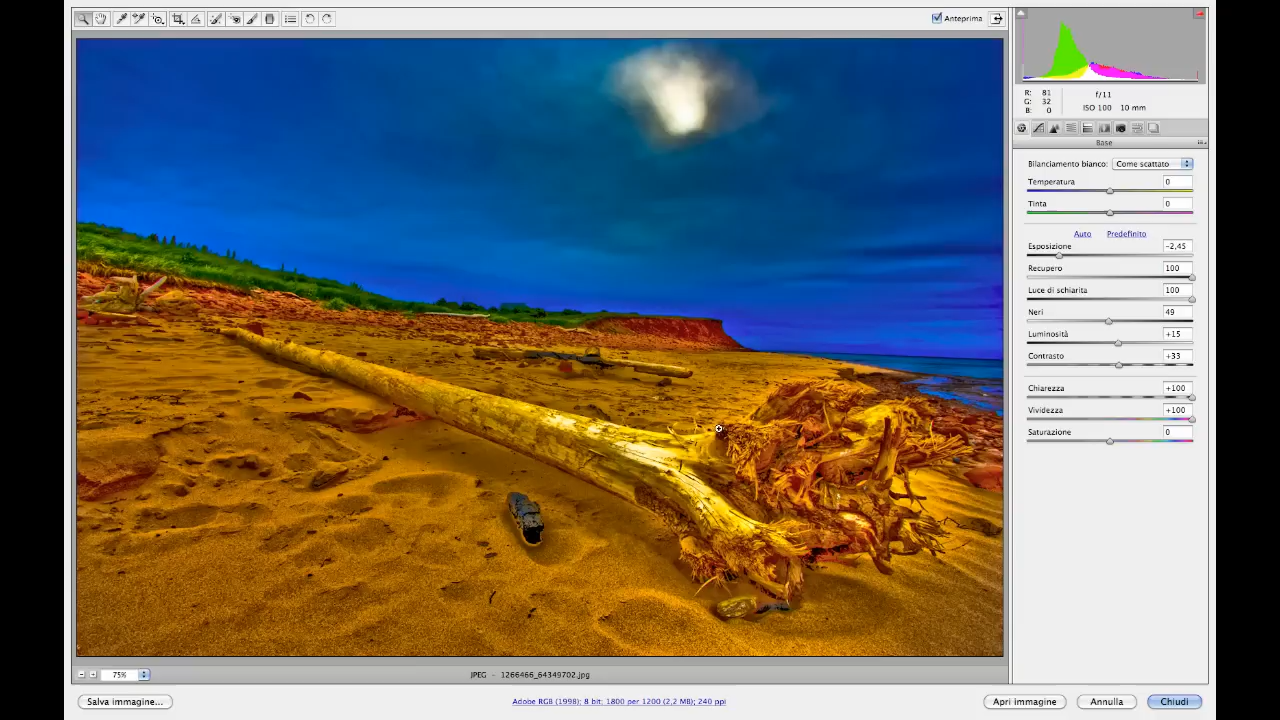 Anteprima
R: 81
G: 32
B: 0
f/11
ISO 100 10 mm
Base
Bilanciamento bianco: Come scattato
Temperatura 0
Tinta 0
Auto Predefinito
Esposizione -2,45
Recupero 100
Luce di schiarita 100
Neri 49
Luminosità +15
Contrasto +33
Chiarezza +100
Vividezza +100
Saturazione 0
75%
JPEG - 1266466_64349702.jpg
Salva immagine...
Adobe RGB (1998); 8 bit; 1800 per 1200 (2,2 MB); 240 ppi
Apri immagine
Annulla
Chiudi